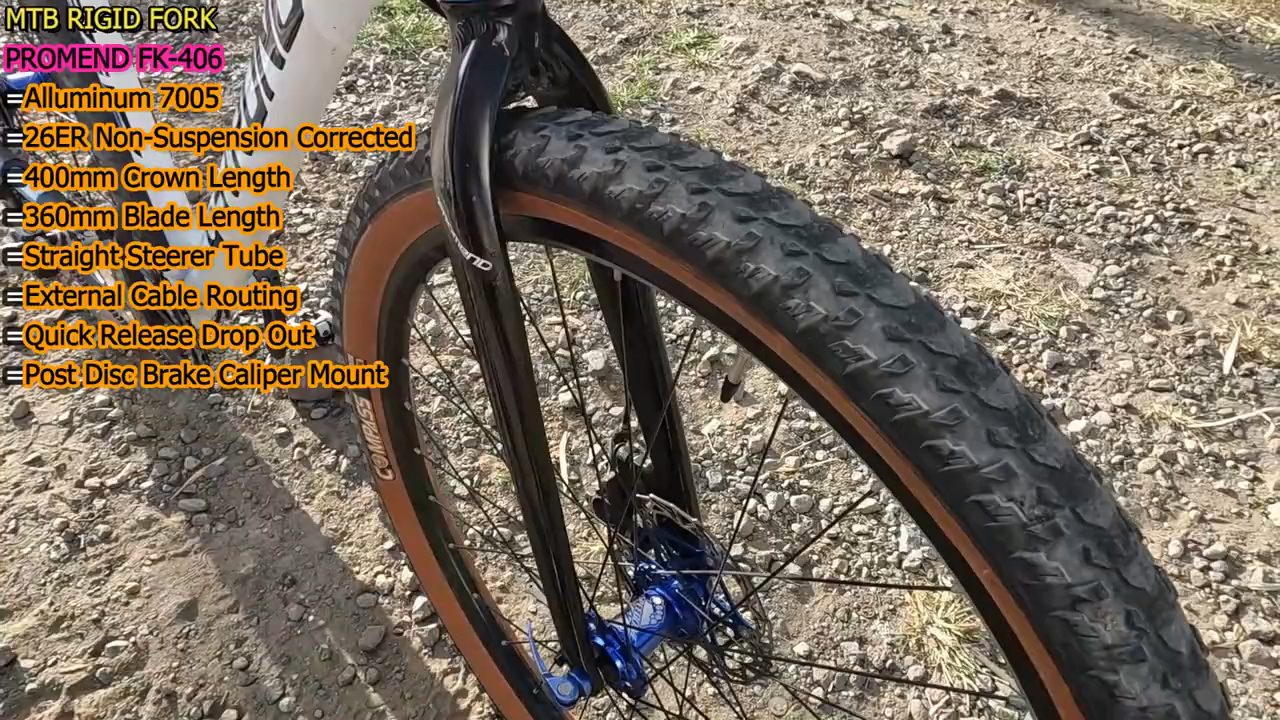 MTB RIGID FORK
PROMEND FK-406
=Alluminum 7005
=26ER Non-Suspension Corrected
=400mm Crown Length
=360mm Blade Length
=Straight Steerer Tube
=External Cable Routing
=Quick Release Drop Out
=Post Disc Brake Caliper Mount
COMPASS